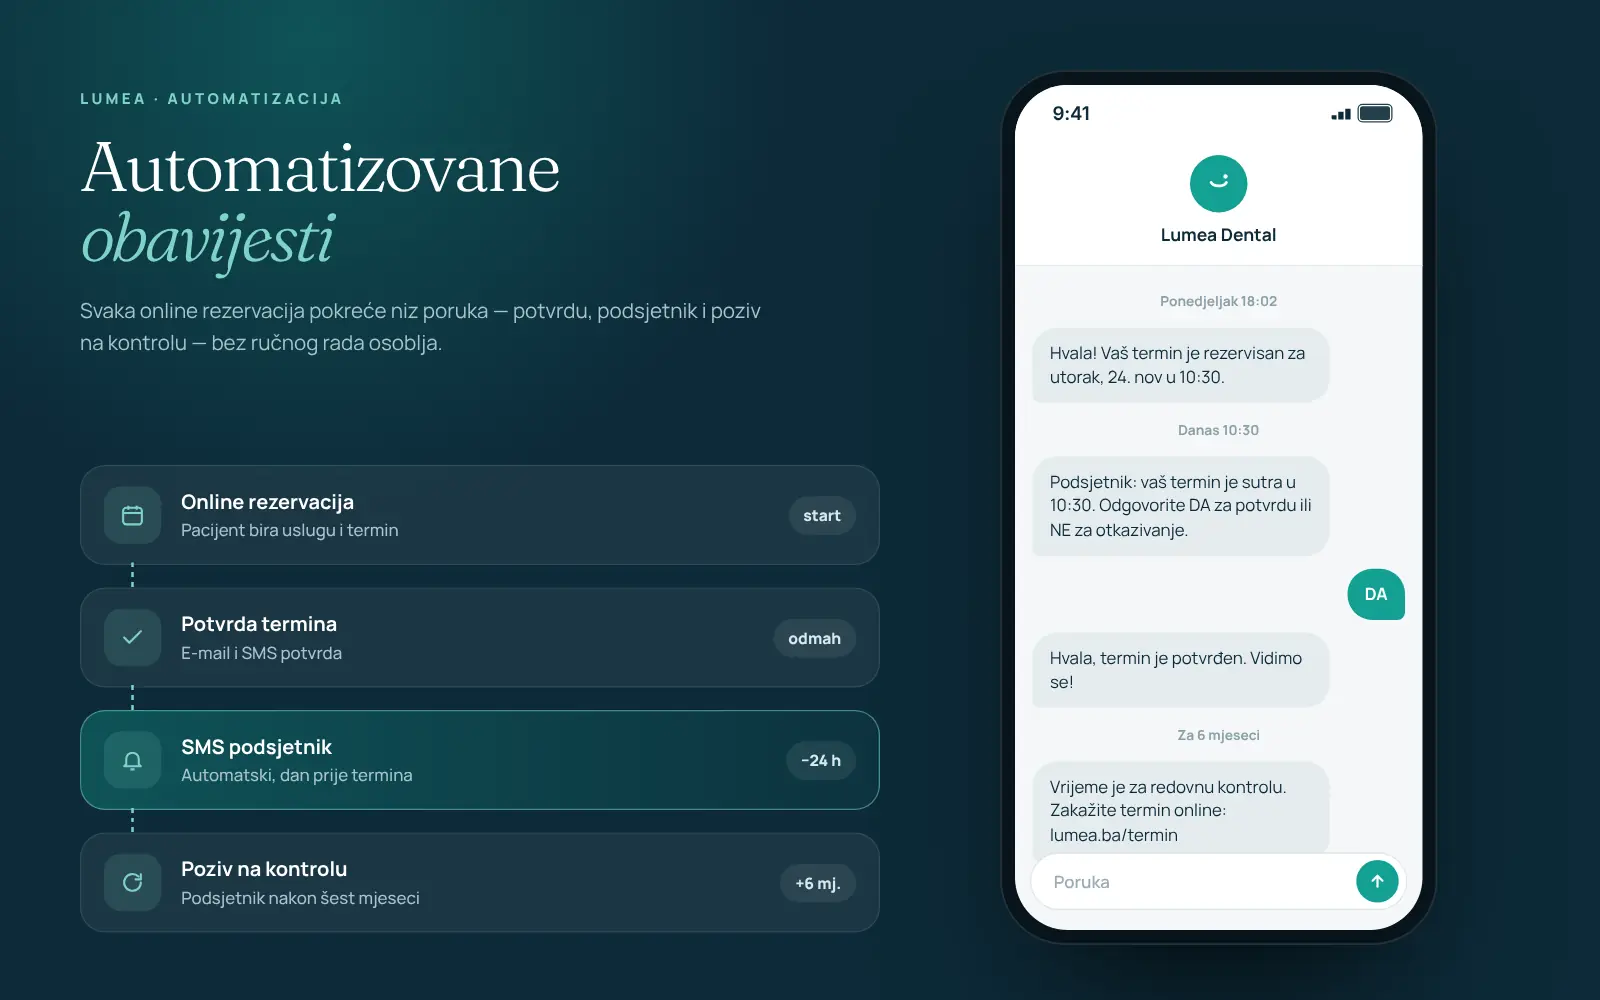 LUMEA · AUTOMATIZACIJA
Automatizovane
obavijesti
Svaka online rezervacija pokreće niz poruka — potvrdu, podsjetnik i poziv
na kontrolu — bez ručnog rada osoblja.
Online rezervacija
Pacijent bira uslugu i termin
start
Potvrda termina
E-mail i SMS potvrda
odmah
SMS podsjetnik
Automatski, dan prije termina
−24 h
Poziv na kontrolu
Podsjetnik nakon šest mjeseci
+6 mj.
9:41
Lumea Dental
Ponedjeljak 18:02
Hvala! Vaš termin je rezervisan za
utorak, 24. nov u 10:30.
Danas 10:30
Podsjetnik: vaš termin je sutra u
10:30. Odgovorite DA za potvrdu ili
NE za otkazivanje.
DA
Hvala, termin je potvrđen. Vidimo
se!
Za 6 mjeseci
Vrijeme je za redovnu kontrolu.
Zakažite termin online:
lumea.ba/termin
Poruka